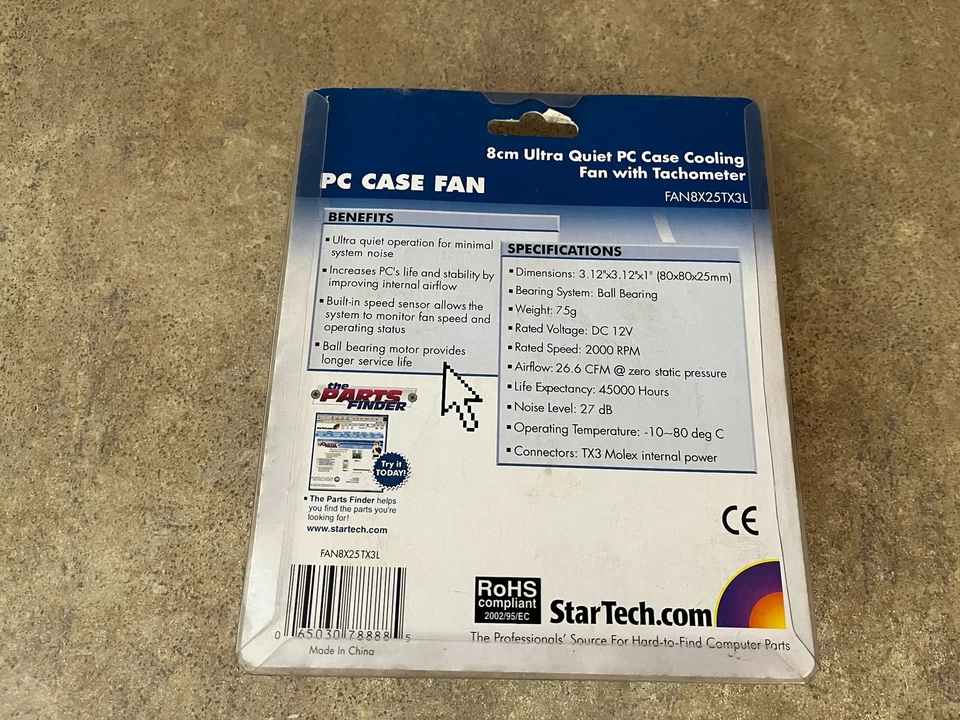 8cm Ultra Quiet PC Case Cooling
Fan with Tachometer
PC CASE FAN
FAN8X25TX3L
BENEFITS
▪ Ultra quiet operation for minimal
system noise
▪ Increases PC's life and stability by
improving internal airflow
▪ Built-in speed sensor allows the
system to monitor fan speed and
operating status
▪ Ball bearing motor provides
longer service life
SPECIFICATIONS
▪ Dimensions: 3.12"x3.12"x1" (80x80x25mm)
▪ Bearing System: Ball Bearing
▪ Weight: 75g
▪ Rated Voltage: DC 12V
▪ Rated Speed: 2000 RPM
▪ Airflow: 26.6 CFM @ zero static pressure
▪ Life Expectancy: 45000 Hours
▪ Noise Level: 27 dB
▪ Operating Temperature: -10~80 deg C
▪ Connectors: TX3 Molex internal power
the
PARTS
FINDER
Try it
TODAY!
▪ The Parts Finder helps
you find the parts you're
looking for!
www.startech.com
CE
FAN8X25TX3L
0 65030 78888 5
Made In China
RoHS
compliant
2002/95/EC
StarTech.com
The Professionals' Source For Hard-to-Find Computer Parts